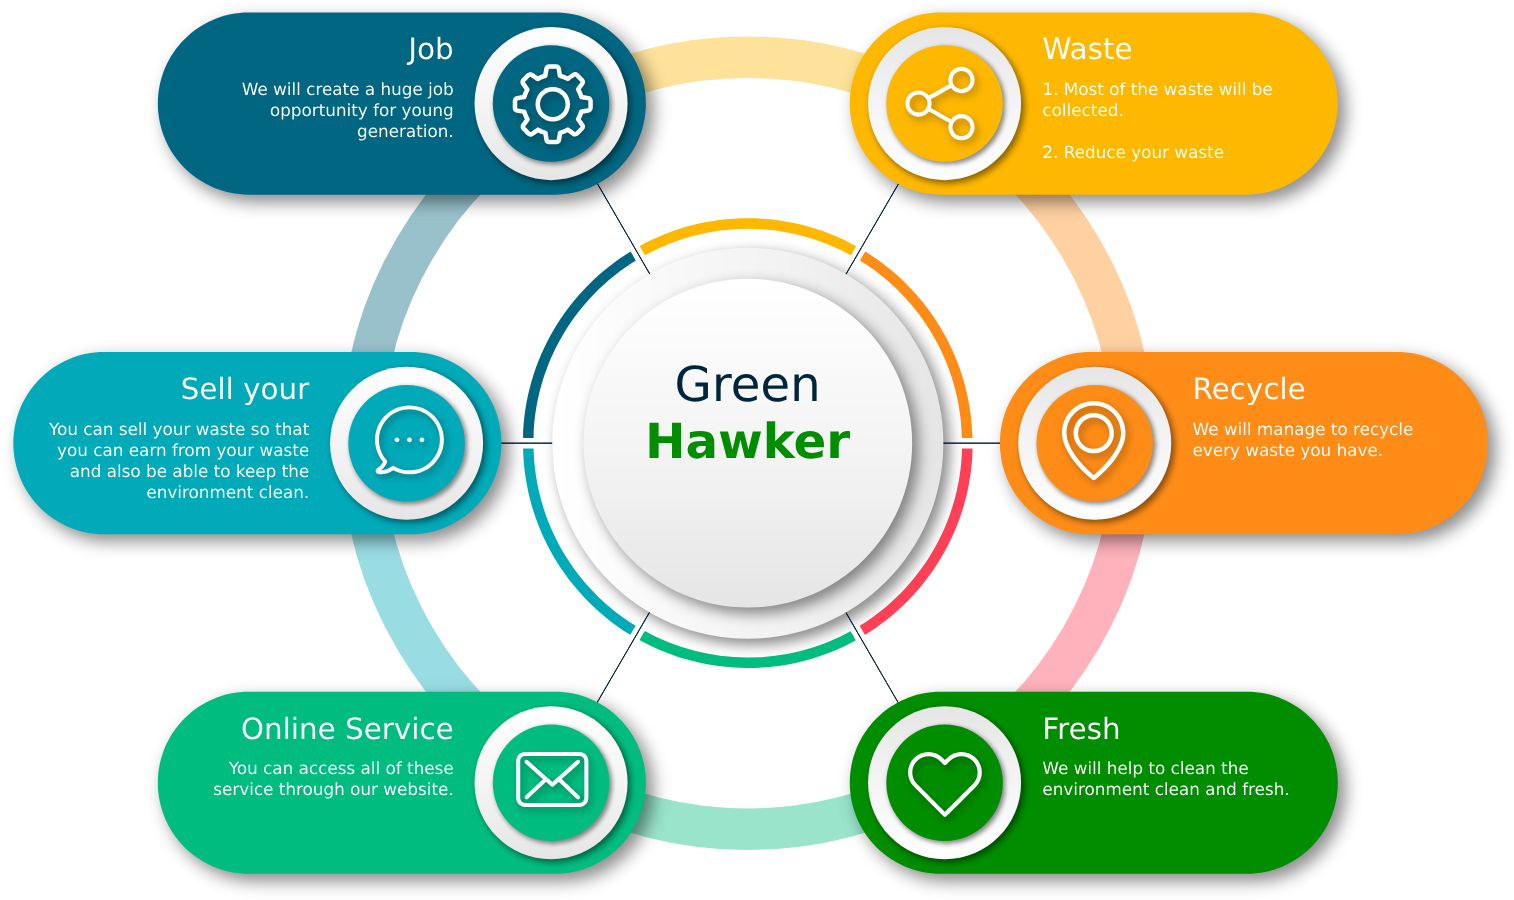 Job
We will create a huge job
opportunity for young
generation.
Waste
1. Most of the waste will be
collected.
2. Reduce your waste
Sell your
You can sell your waste so that
you can earn from your waste
and also be able to keep the
environment clean.
Green
Hawker
Recycle
We will manage to recycle
every waste you have.
Online Service
You can access all of these
service through our website.
Fresh
We will help to clean the
environment clean and fresh.